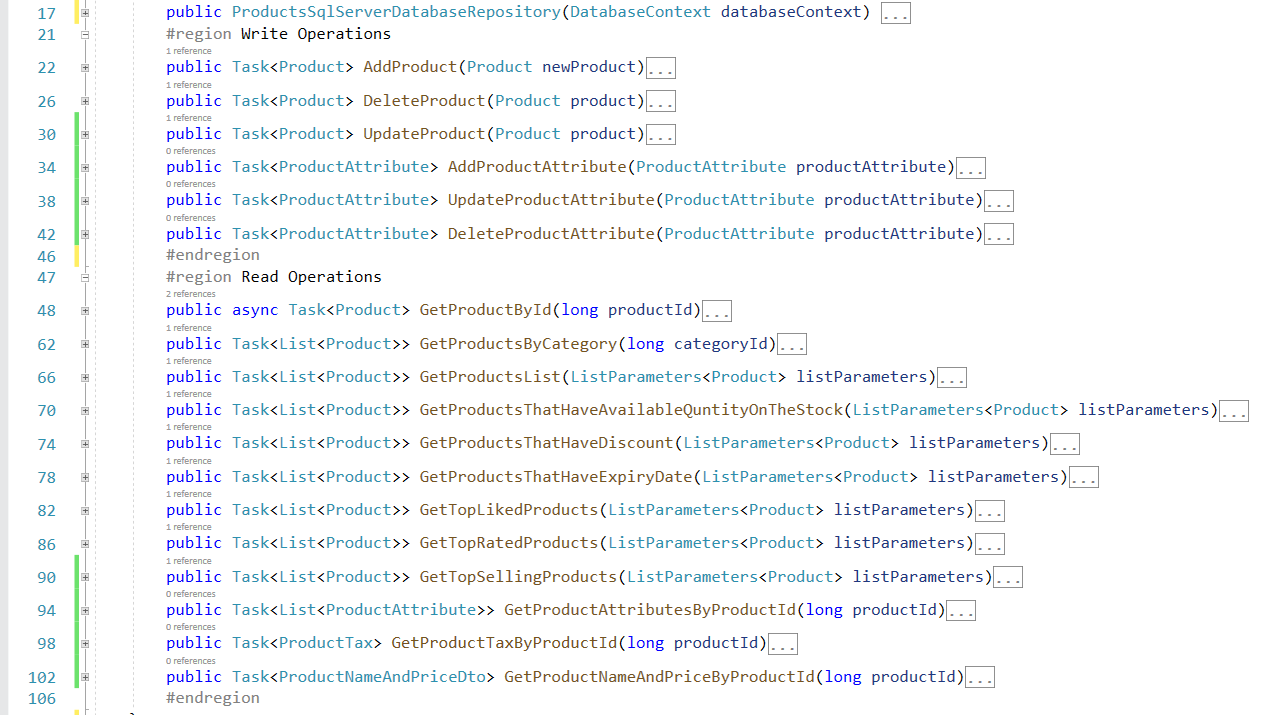 17 public ProductsSqlServerDatabaseRepository(DatabaseContext databaseContext) ...
21 #region Write Operations
1 reference
22 public Task<Product> AddProduct(Product newProduct)...
1 reference
26 public Task<Product> DeleteProduct(Product product)...
1 reference
30 public Task<Product> UpdateProduct(Product product)...
0 references
34 public Task<ProductAttribute> AddProductAttribute(ProductAttribute productAttribute)...
0 references
38 public Task<ProductAttribute> UpdateProductAttribute(ProductAttribute productAttribute)...
0 references
42 public Task<ProductAttribute> DeleteProductAttribute(ProductAttribute productAttribute)...
46 #endregion
47 #region Read Operations
2 references
48 public async Task<Product> GetProductById(long productId)...
1 reference
62 public Task<List<Product>> GetProductsByCategory(long categoryId)...
1 reference
66 public Task<List<Product>> GetProductsList(ListParameters<Product> listParameters)...
1 reference
70 public Task<List<Product>> GetProductsThatHaveAvailableQuntityOnTheStock(ListParameters<Product> listParameters)...
1 reference
74 public Task<List<Product>> GetProductsThatHaveDiscount(ListParameters<Product> listParameters)...
1 reference
78 public Task<List<Product>> GetProductsThatHaveExpiryDate(ListParameters<Product> listParameters)...
1 reference
82 public Task<List<Product>> GetTopLikedProducts(ListParameters<Product> listParameters)...
1 reference
86 public Task<List<Product>> GetTopRatedProducts(ListParameters<Product> listParameters)...
1 reference
90 public Task<List<Product>> GetTopSellingProducts(ListParameters<Product> listParameters)...
0 references
94 public Task<List<ProductAttribute>> GetProductAttributesByProductId(long productId)...
0 references
98 public Task<ProductTax> GetProductTaxByProductId(long productId)...
0 references
102 public Task<ProductNameAndPriceDto> GetProductNameAndPriceByProductId(long productId)...
106 #endregion